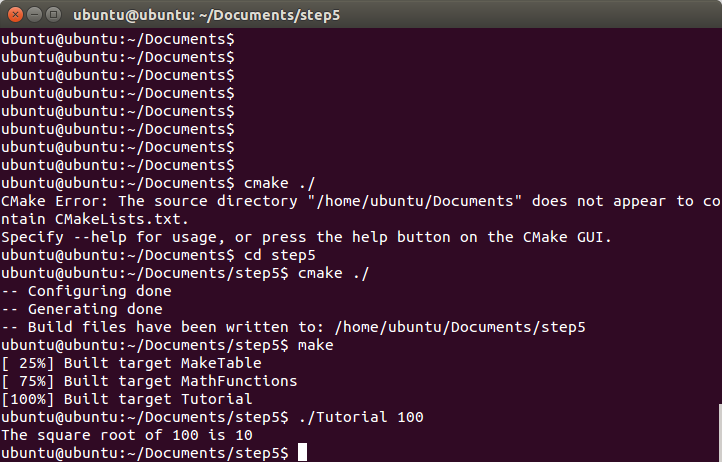 ubuntu@ubuntu: ~/Documents/step5
ubuntu@ubuntu:~/Documents$
ubuntu@ubuntu:~/Documents$
ubuntu@ubuntu:~/Documents$
ubuntu@ubuntu:~/Documents$
ubuntu@ubuntu:~/Documents$
ubuntu@ubuntu:~/Documents$
ubuntu@ubuntu:~/Documents$
ubuntu@ubuntu:~/Documents$
ubuntu@ubuntu:~/Documents$ cmake ./
CMake Error: The source directory "/home/ubuntu/Documents" does not appear to co
ntain CMakeLists.txt.
Specify --help for usage, or press the help button on the CMake GUI.
ubuntu@ubuntu:~/Documents$ cd step5
ubuntu@ubuntu:~/Documents/step5$ cmake ./
-- Configuring done
-- Generating done
-- Build files have been written to: /home/ubuntu/Documents/step5
ubuntu@ubuntu:~/Documents/step5$ make
[ 25%] Built target MakeTable
[ 75%] Built target MathFunctions
[100%] Built target Tutorial
ubuntu@ubuntu:~/Documents/step5$ ./Tutorial 100
The square root of 100 is 10
ubuntu@ubuntu:~/Documents/step5$